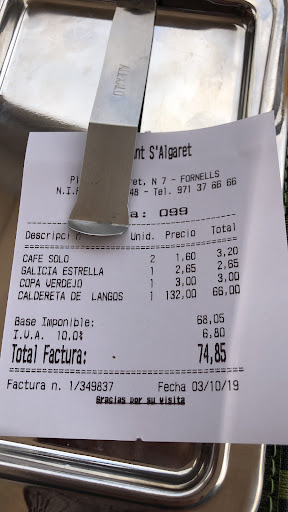 ALEXZO
nt S'Algaret
ret, N 7 - FORNELLS
N.I.F 48 - Tel. 971 37 66 66
a: 099
Descripci Unid. Precio Total
CAFE SOLO 2 1,60 3,20
GALICIA ESTRELLA 1 2,65 2,65
COPA VERDEJO 1 3,00 3,00
CALDERETA DE LANGOS 1 132,00 66,00
Base Imponible: 68,05
I.V.A. 10,0% 6,80
Total Factura: 74,85
Factura n. 1/349837 Fecha 03/10/19
Gracias por su visita